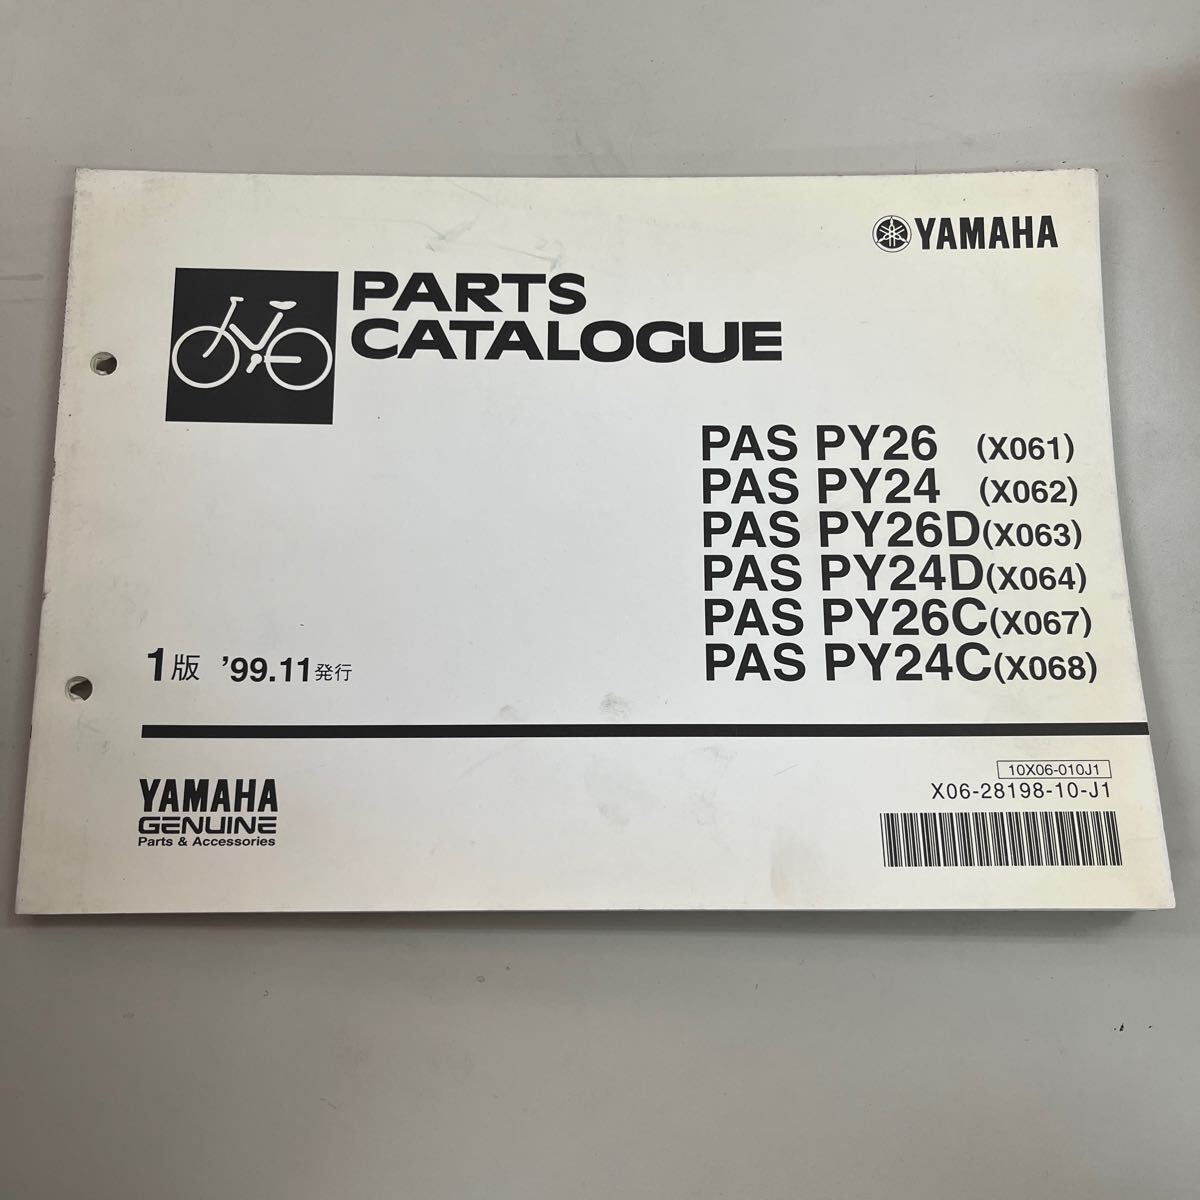 YAMAHA
PARTS
CATALOGUE
PAS PY26 (X061)
PAS PY24 (X062)
PAS PY26D(X063)
PAS PY24D(X064)
PAS PY26C(X067)
PAS PY24C(X068)
1版 ’99.11発行
10X06-010J1
X06-28198-10-J1
YAMAHA
GENUINE
Parts & Accessories